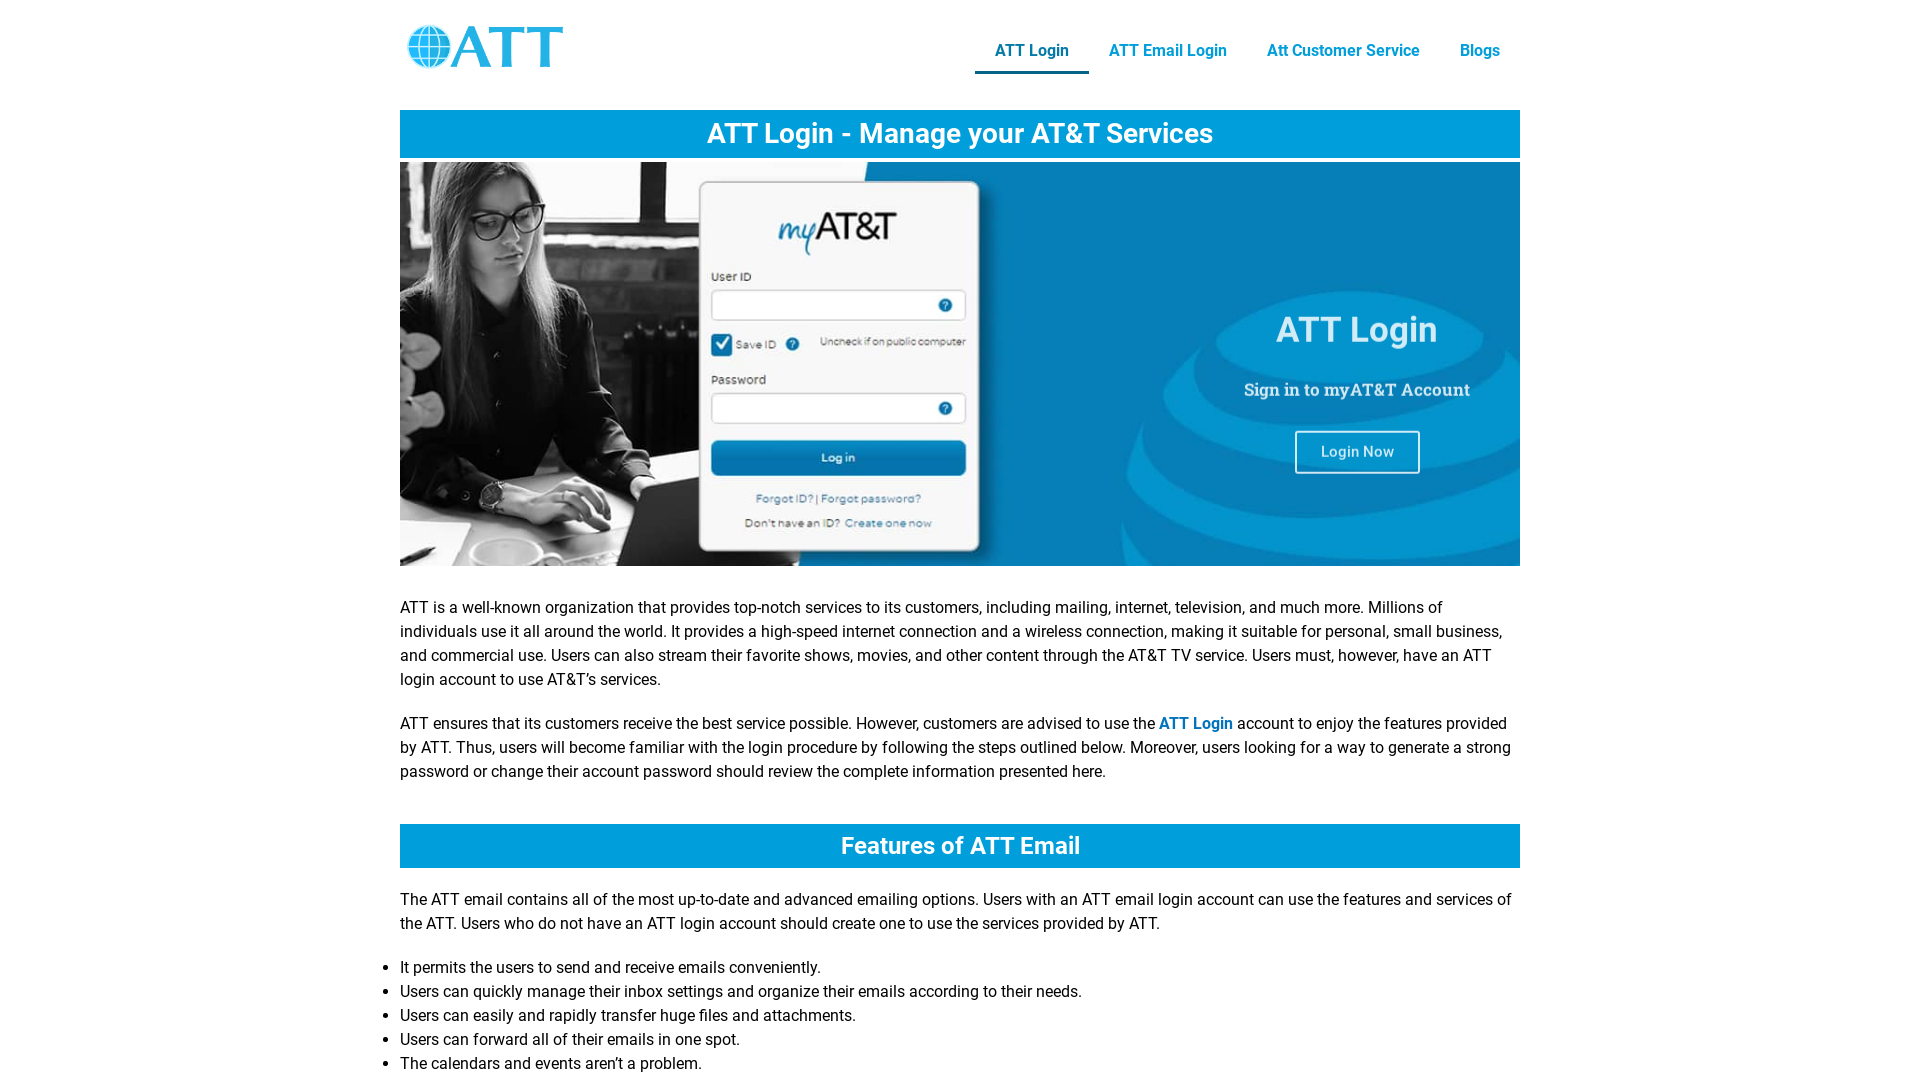 ATT
ATT Login
ATT Email Login
Att Customer Service
Blogs
ATT Login - Manage your AT&T Services
myAT&T
User ID
?
Save ID ? Uncheck if on public computer
Password
?
Log in
Forgot ID? | Forgot password?
Don't have an ID? Create one now
ATT Login
Sign in to myAT&T Account
Login Now
ATT is a well-known organization that provides top-notch services to its customers, including mailing, internet, television, and much more. Millions of
individuals use it all around the world. It provides a high-speed internet connection and a wireless connection, making it suitable for personal, small business,
and commercial use. Users can also stream their favorite shows, movies, and other content through the AT&T TV service. Users must, however, have an ATT
login account to use AT&T’s services.
ATT ensures that its customers receive the best service possible. However, customers are advised to use the ATT Login account to enjoy the features provided
by ATT. Thus, users will become familiar with the login procedure by following the steps outlined below. Moreover, users looking for a way to generate a strong
password or change their account password should review the complete information presented here.
Features of ATT Email
The ATT email contains all of the most up-to-date and advanced emailing options. Users with an ATT email login account can use the features and services of
the ATT. Users who do not have an ATT login account should create one to use the services provided by ATT.
• It permits the users to send and receive emails conveniently.
• Users can quickly manage their inbox settings and organize their emails according to their needs.
• Users can easily and rapidly transfer huge files and attachments.
• Users can forward all of their emails in one spot.
• The calendars and events aren’t a problem.